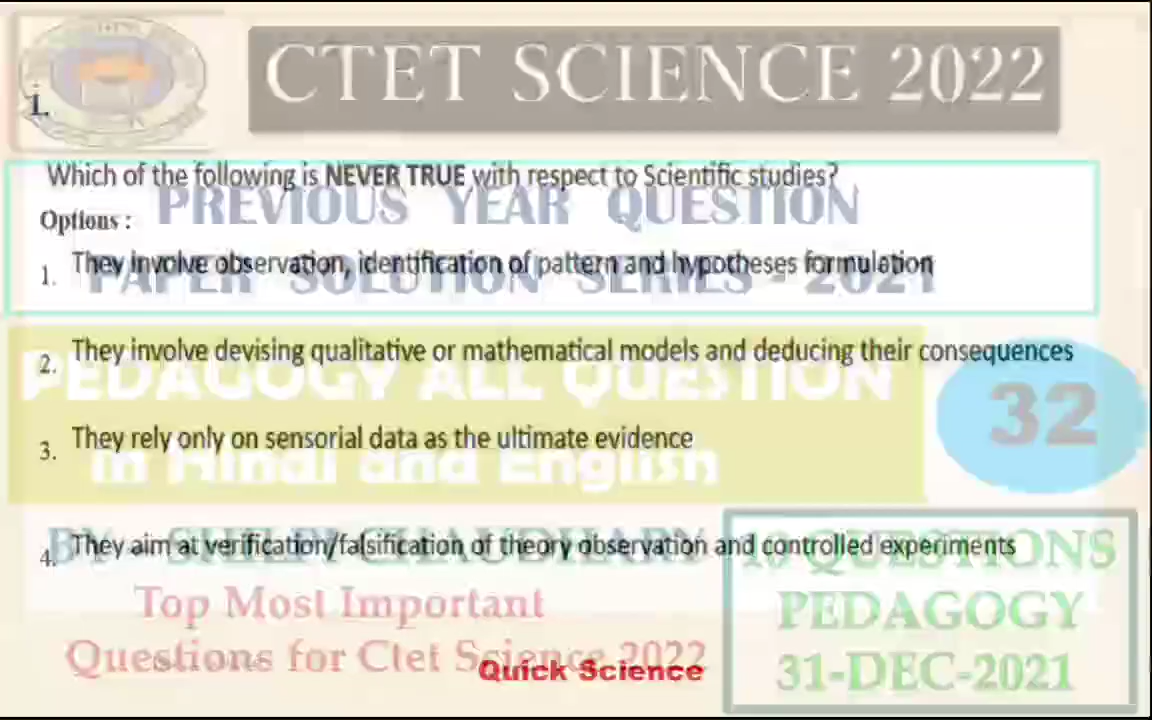 CTET SCIENCE 2022
1.
Which of the following is NEVER TRUE with respect to Scientific studies?
PREVIOUS YEAR QUESTION
Options :
1. They involve observation, identification of pattern and hypotheses formulation
PAPER SOLUTION SERIES - 2021
2. They involve devising qualitative or mathematical models and deducing their consequences
PEDAGOGY ALL QUESTION
32
3. They rely only on sensorial data as the ultimate evidence
in Hindi and English
4. They aim at verification/falsification of theory observation and controlled experiments
BY - SHILPI CHAUDHARY
10 QUESTIONS
Top Most Important
PEDAGOGY
Questions for Ctet Science 2022
Quick Science
31-DEC-2021